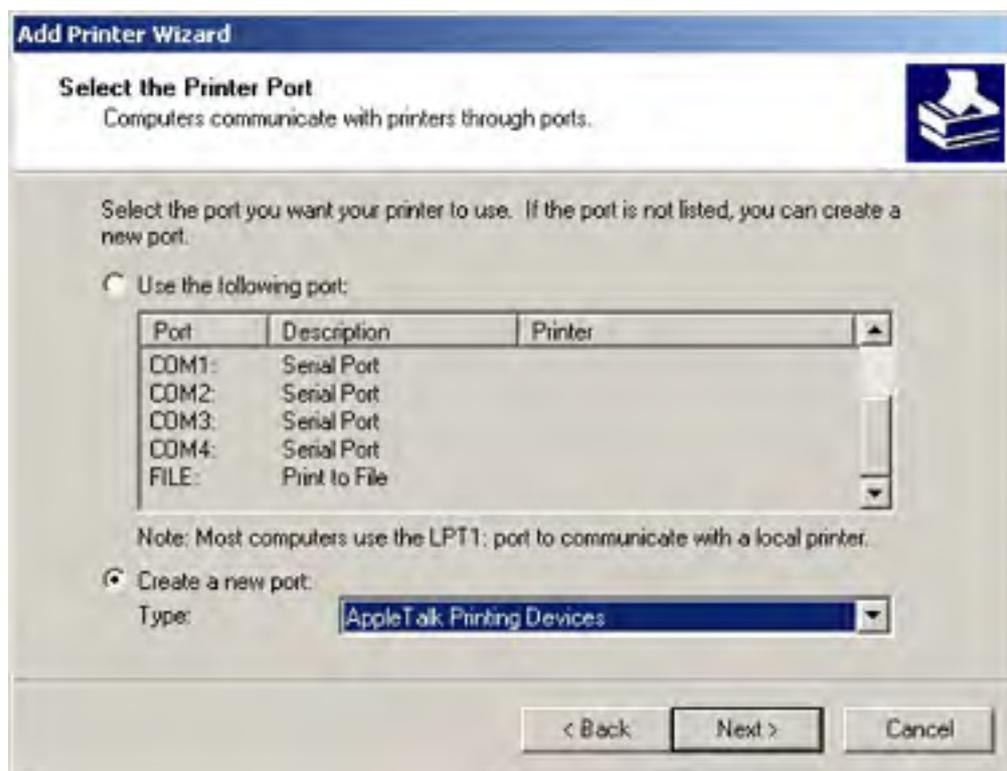 Add Printer Wizard
Select the Printer Port
Computers communicate with printers through ports.
Select the port you want your printer to use. If the port is not listed, you can create a
new port.
Use the following port:
Port Description Printer
COM1: Serial Port
COM2: Serial Port
COM3: Serial Port
COM4: Serial Port
FILE: Print to File
Note: Most computers use the LPT1: port to communicate with a local printer.
Create a new port:
Type: AppleTalk Printing Devices
< Back Next > Cancel